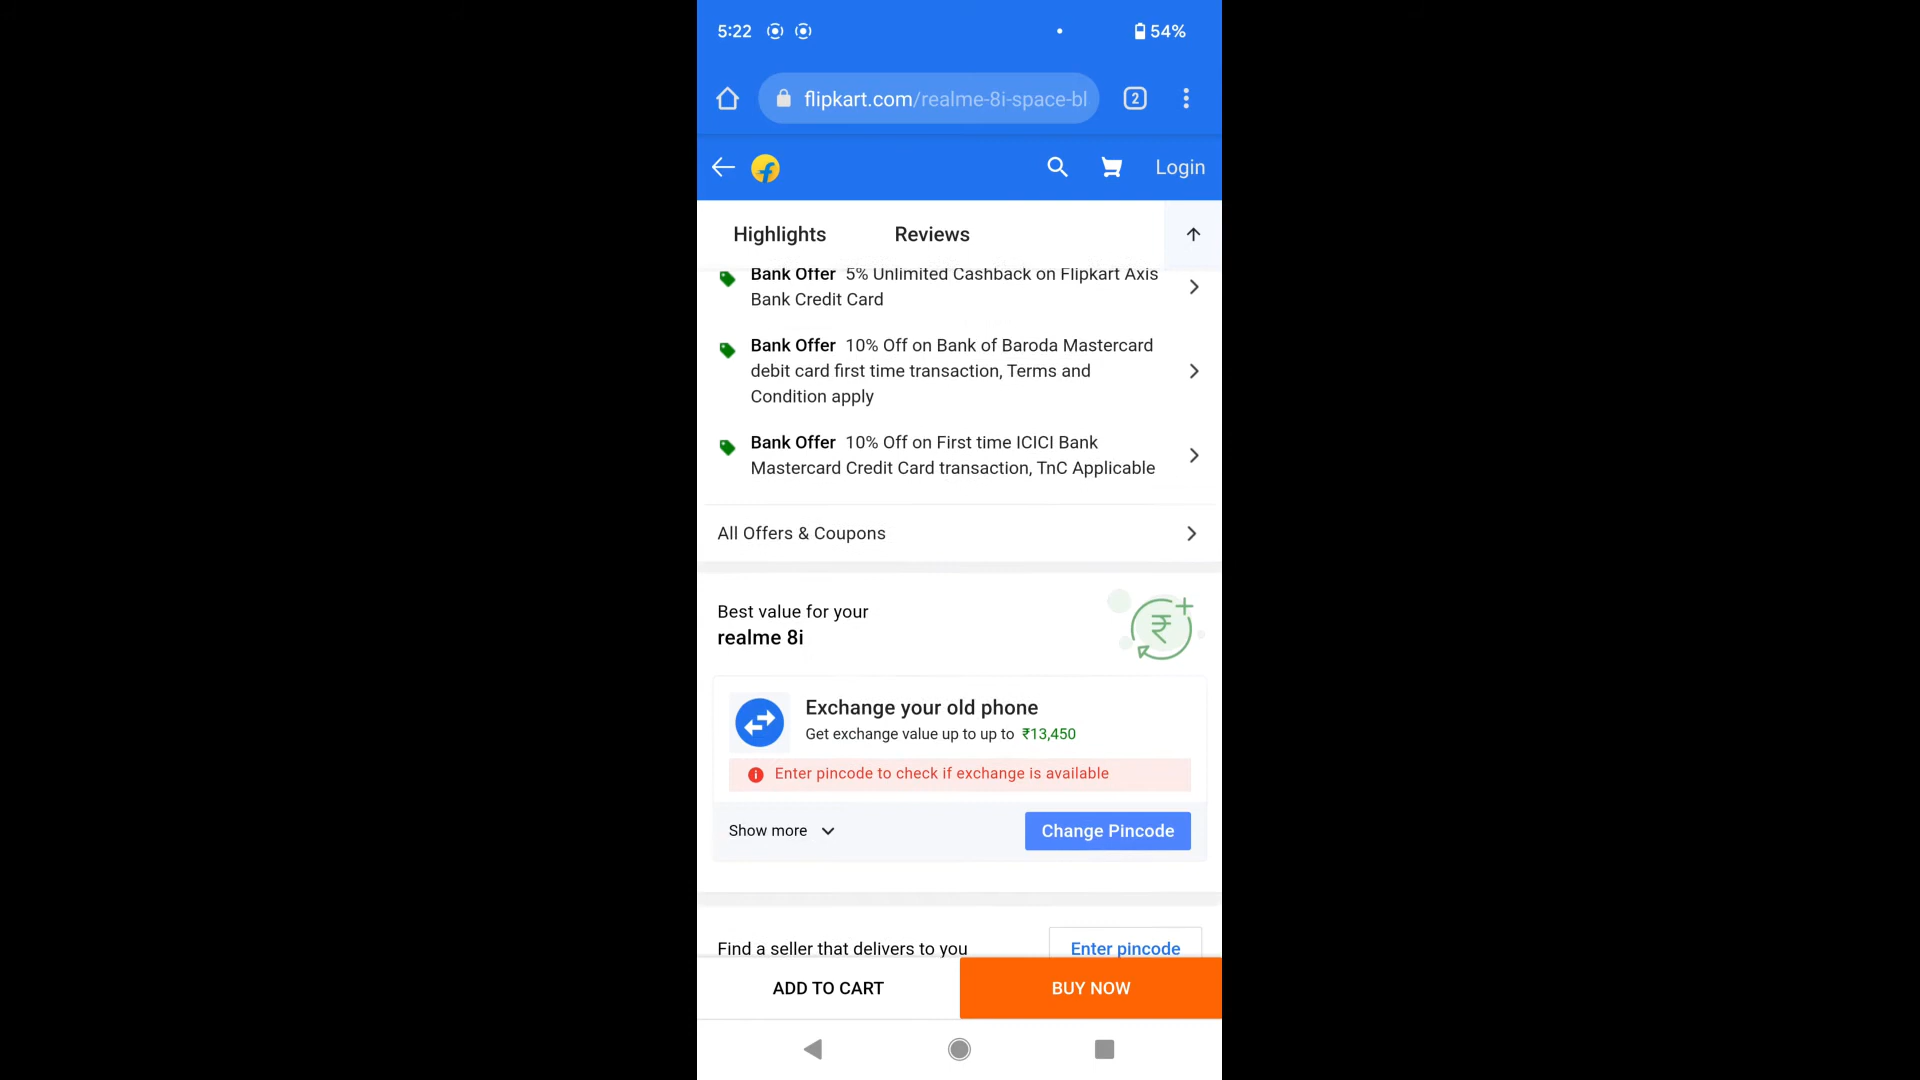 5:22
54%
flipkart.com/realme-8i-space-bl
2
Login
Highlights
Reviews
Bank Offer 5% Unlimited Cashback on Flipkart Axis
Bank Credit Card
Bank Offer 10% Off on Bank of Baroda Mastercard
debit card first time transaction, Terms and
Condition apply
Bank Offer 10% Off on First time ICICI Bank
Mastercard Credit Card transaction, TnC Applicable
All Offers & Coupons
Best value for your
realme 8i
₹
Exchange your old phone
Get exchange value up to up to ₹13,450
Enter pincode to check if exchange is available
Show more
Change Pincode
Find a seller that delivers to you
Enter pincode
ADD TO CART
BUY NOW